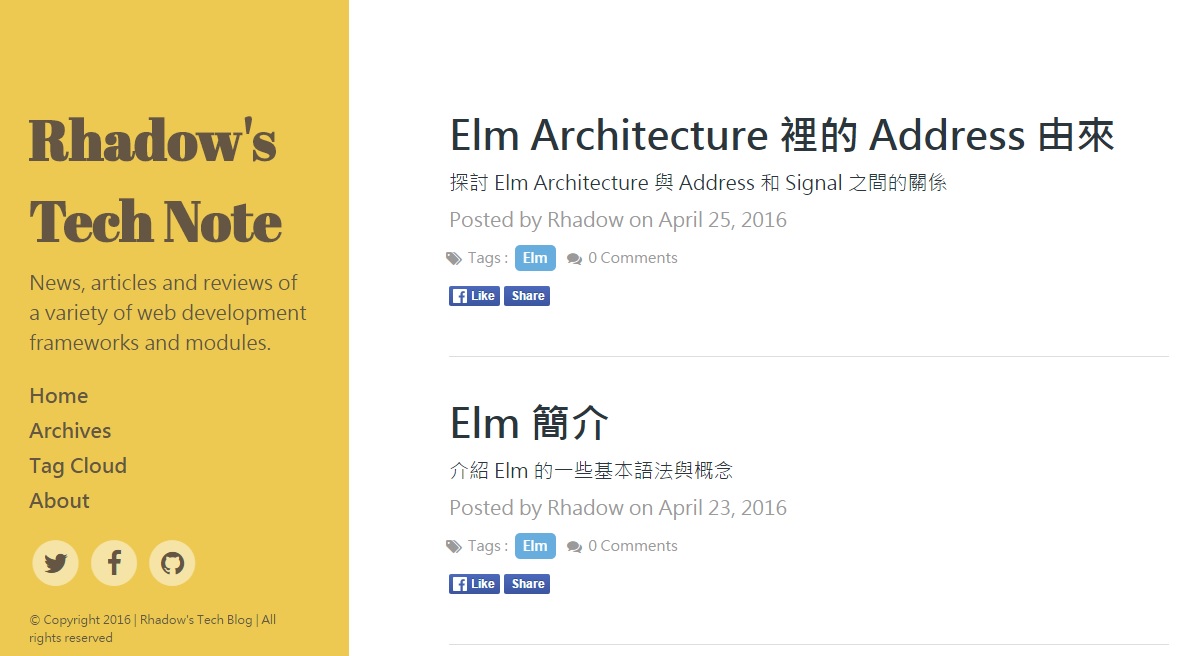 Rhadow's
Tech Note
News, articles and reviews of
a variety of web development
frameworks and modules.
Home
Archives
Tag Cloud
About
© Copyright 2016 | Rhadow's Tech Blog | All
rights reserved
Elm Architecture 裡的 Address 由來
探討 Elm Architecture 與 Address 和 Signal 之間的關係
Posted by Rhadow on April 25, 2016
Tags : Elm 0 Comments
Like Share
Elm 簡介
介紹 Elm 的一些基本語法與概念
Posted by Rhadow on April 23, 2016
Tags : Elm 0 Comments
Like Share